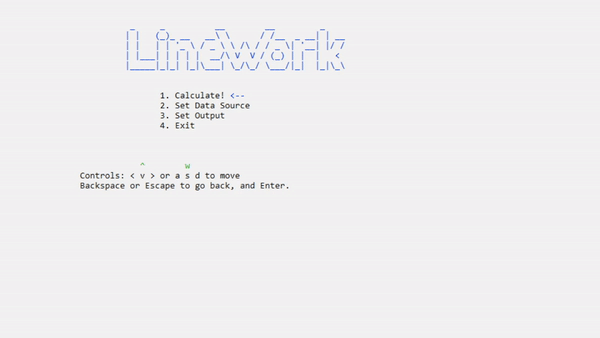 LineWork
1. Calculate! <--
2. Set Data Source
3. Set Output
4. Exit
^ w
Controls: < v > or a s d to move
Backspace or Escape to go back, and Enter.